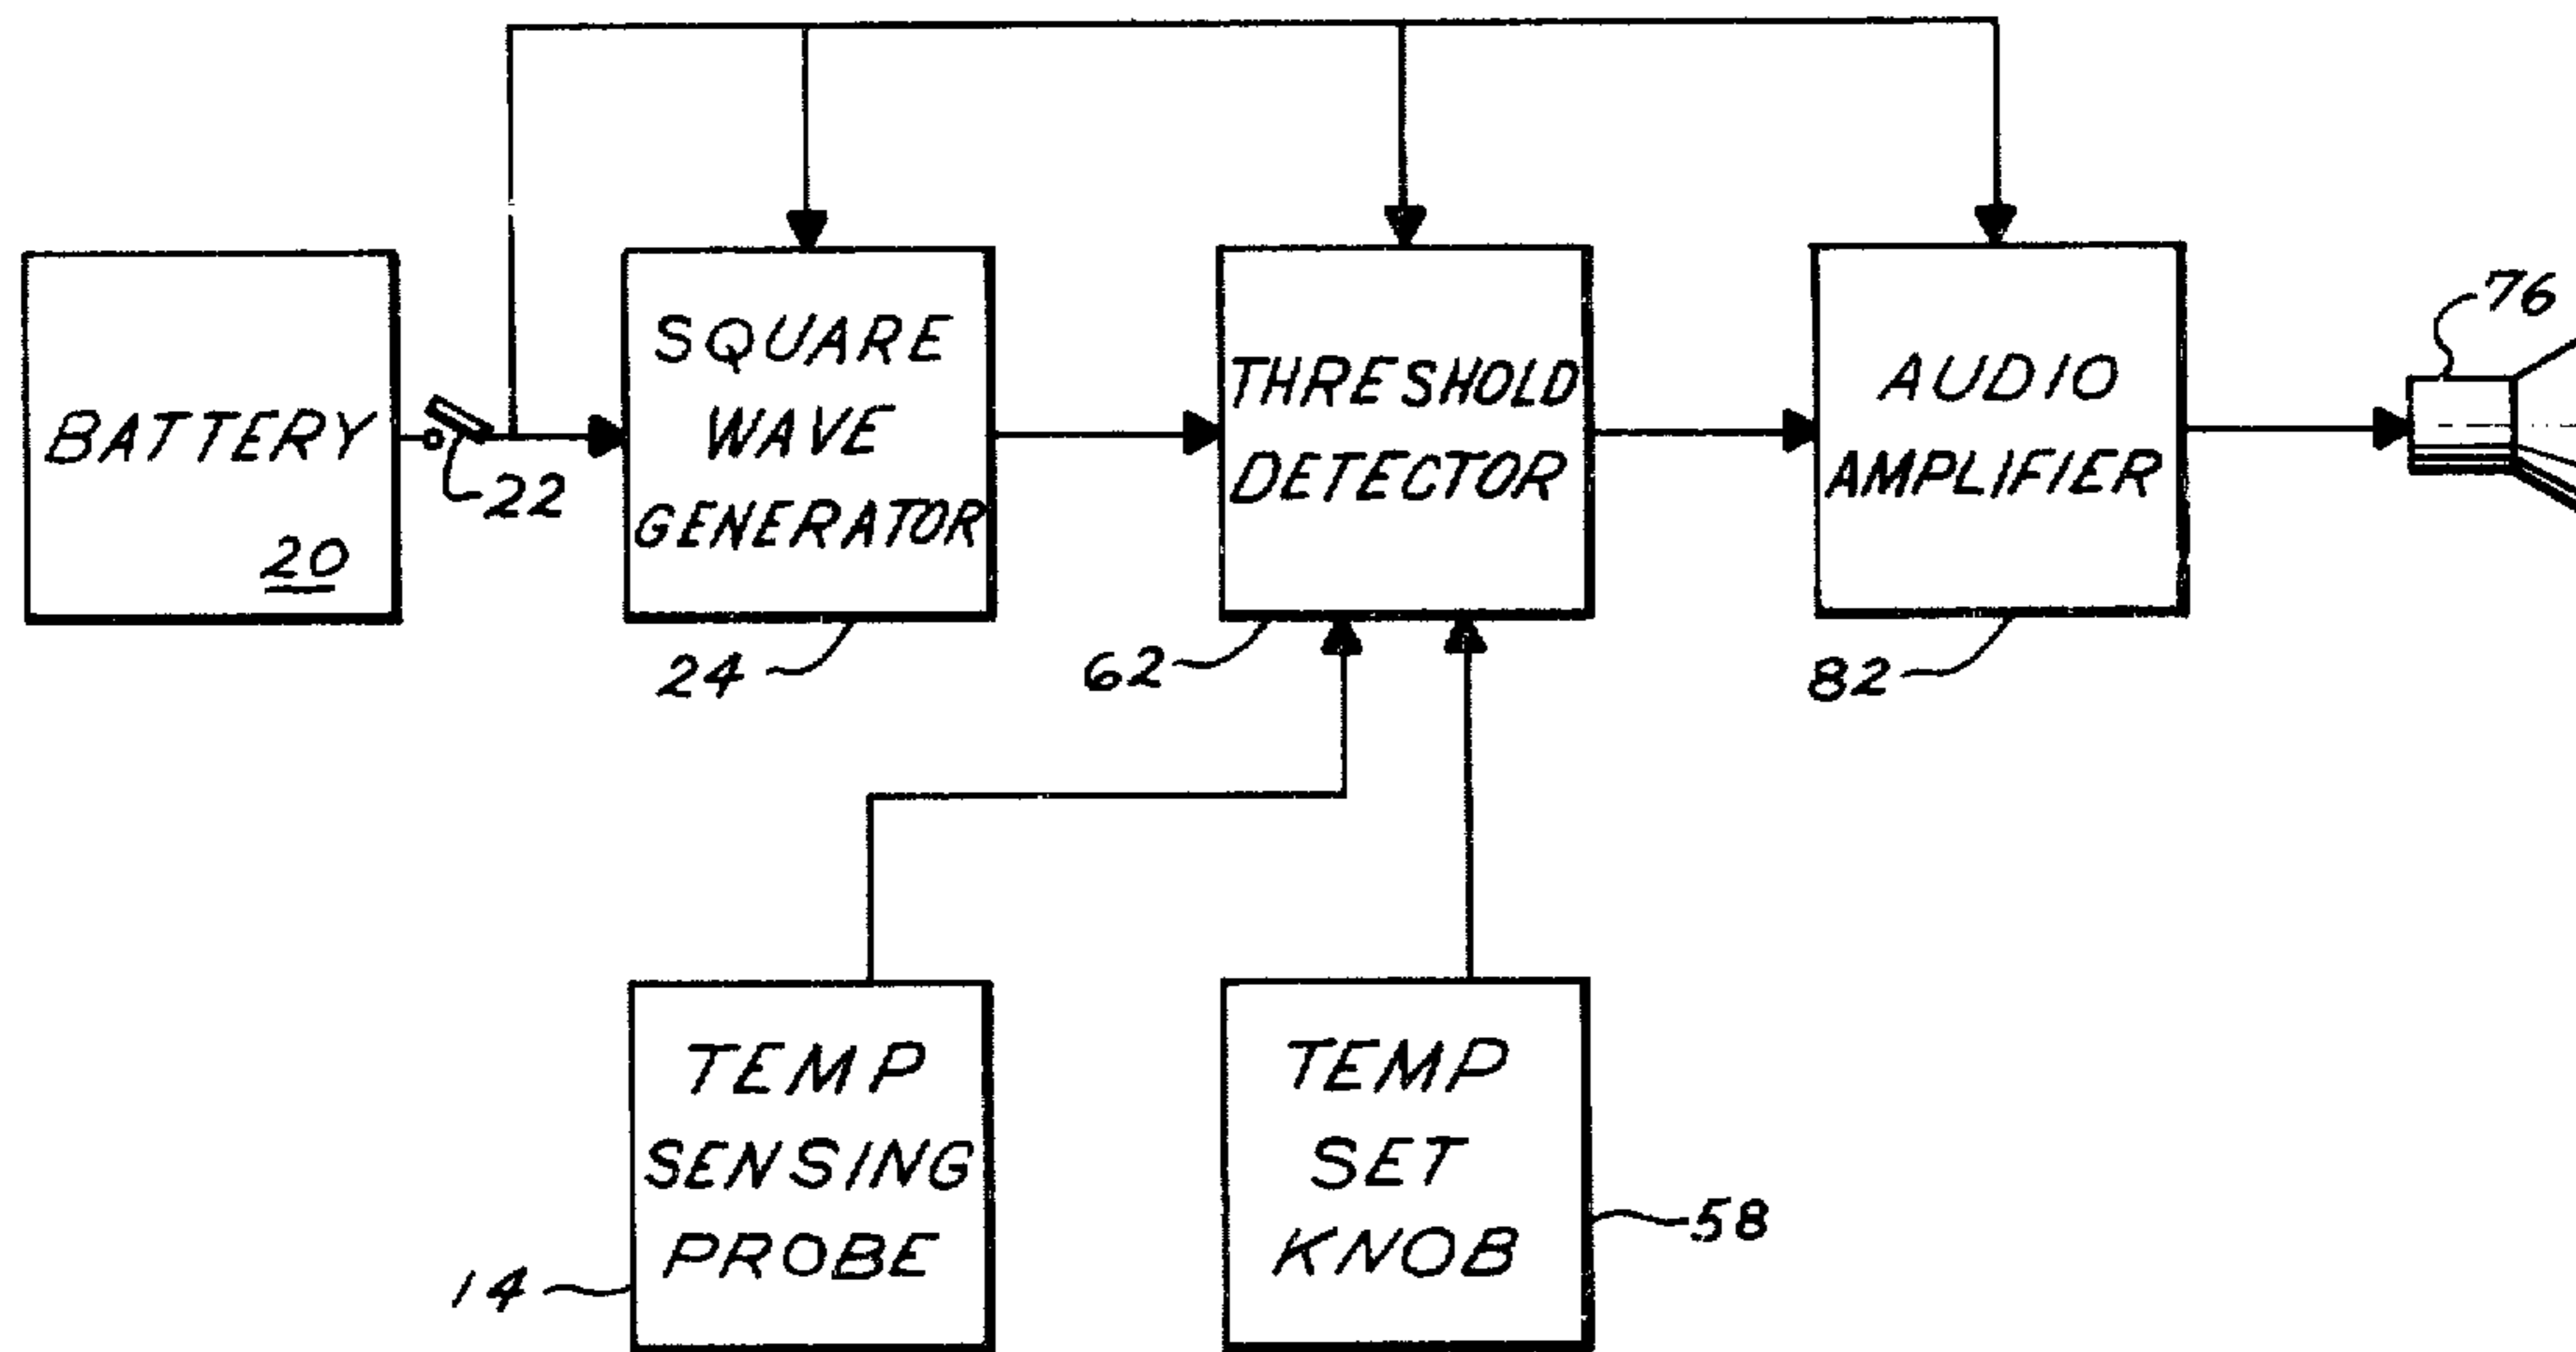 BATTERY
20
22
SQUARE
WAVE
GENERATOR
24
THRESHOLD
DETECTOR
62
AUDIO
AMPLIFIER
82
76
TEMP
SENSING
PROBE
14
TEMP
SET
KNOB
58